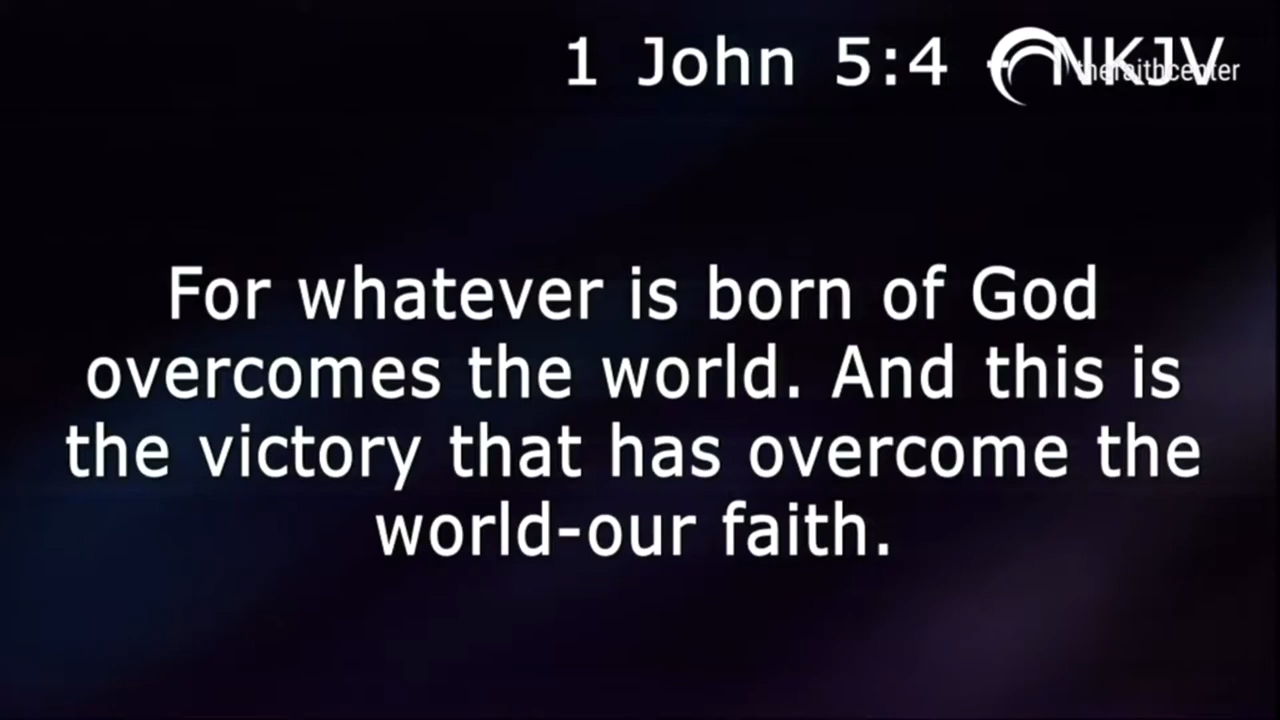 1 John 5:4 - NKJV
thefaithcenter
For whatever is born of God
overcomes the world. And this is
the victory that has overcome the
world-our faith.